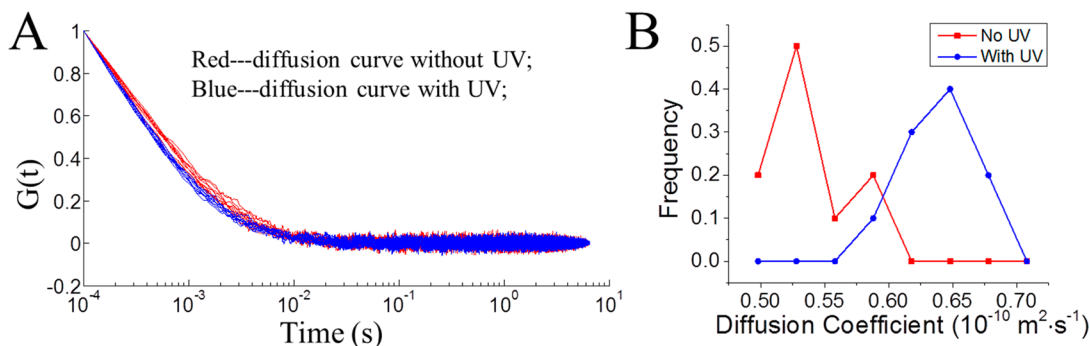 A
Red---diffusion curve without UV;
Blue---diffusion curve with UV;
1
0.8
0.6
0.4
0.2
0
-0.2
G(t)
10⁻⁴ 10⁻³ 10⁻² 10⁻¹ 10⁰ 10¹
Time (s)
B
No UV
With UV
0.5
0.4
0.3
0.2
0.1
0.0
Frequency
0.50 0.55 0.60 0.65 0.70
Diffusion Coefficient (10⁻¹⁰ m²·s⁻¹)